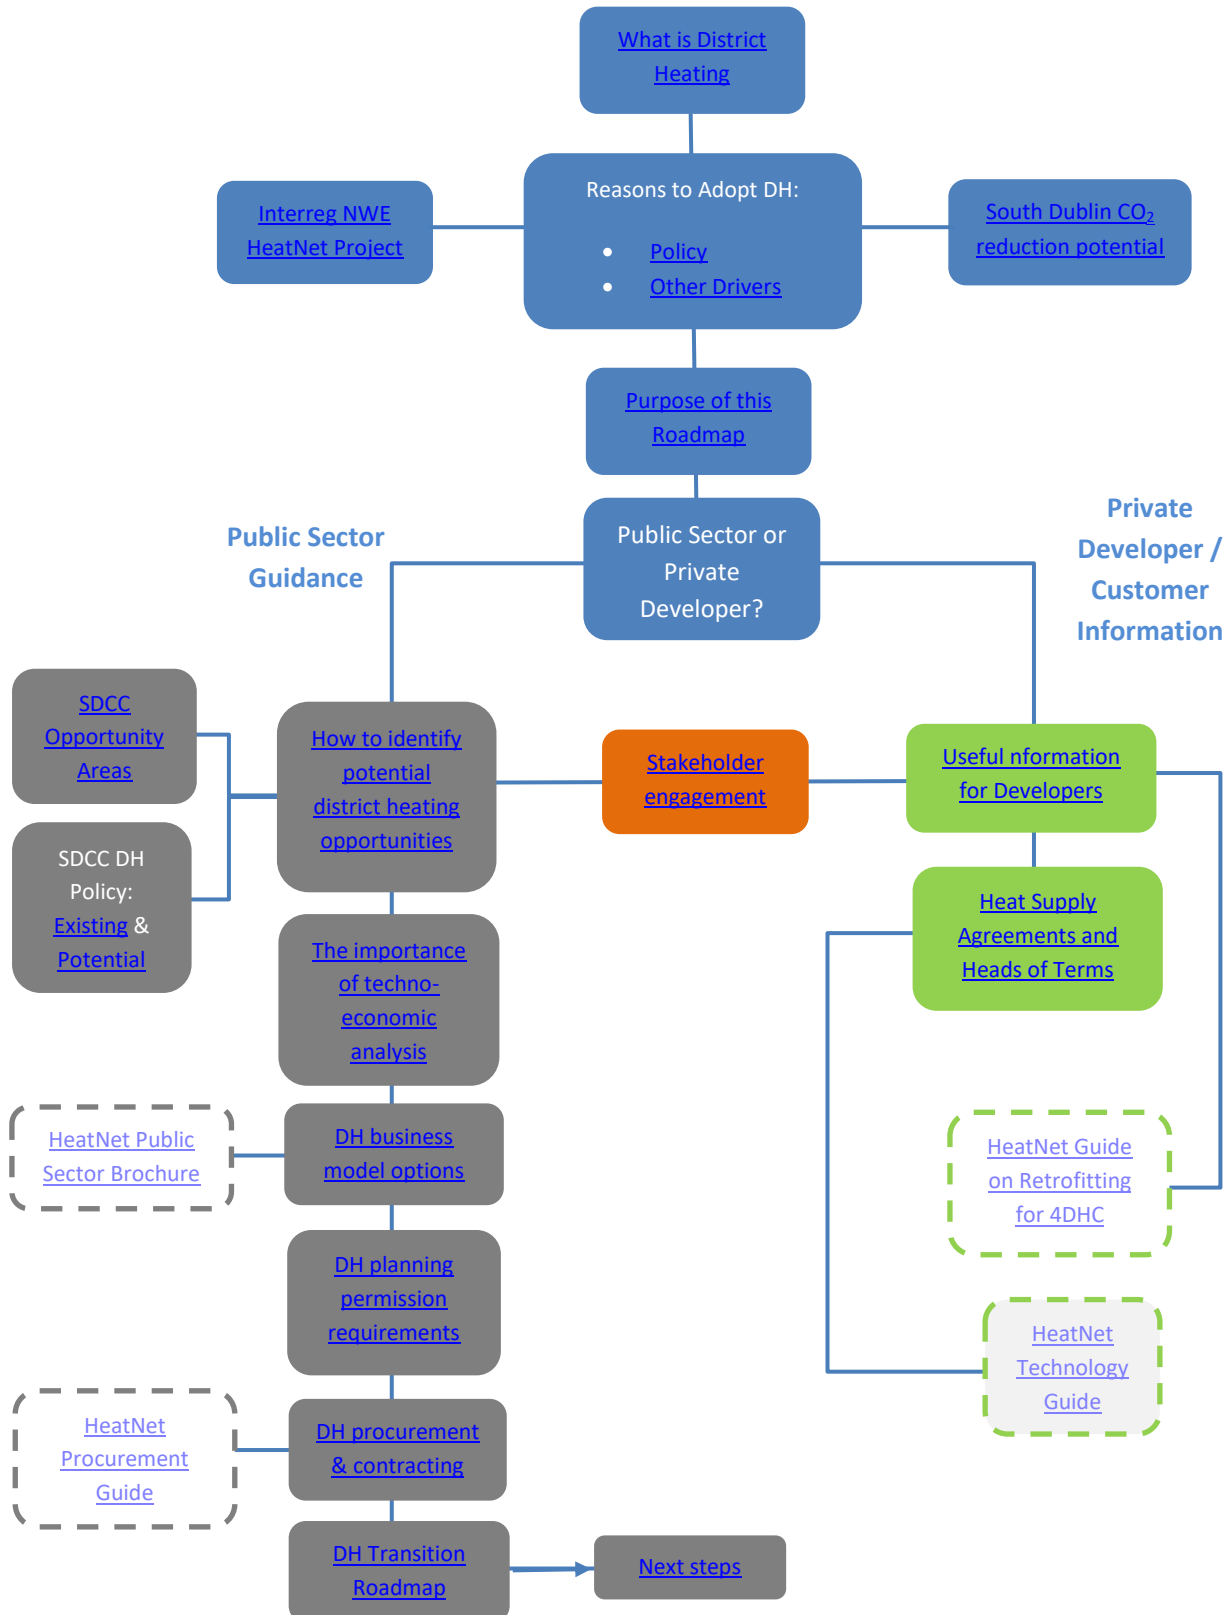 What is District
Heating
Interreg NWE
HeatNet Project
Reasons to Adopt DH:
• Policy
• Other Drivers
South Dublin CO₂
reduction potential
Purpose of this
Roadmap
Public Sector or
Private
Developer?
Public Sector
Guidance
Private
Developer /
Customer
Information
SDCC
Opportunity
Areas
SDCC DH
Policy:
Existing &
Potential
How to identify
potential
district heating
opportunities
Stakeholder
engagement
Useful nformation
for Developers
Heat Supply
Agreements and
Heads of Terms
The importance
of techno-
economic
analysis
HeatNet Public
Sector Brochure
DH business
model options
HeatNet Guide
on Retrofitting
for 4DHC
DH planning
permission
requirements
HeatNet
Technology
Guide
HeatNet
Procurement
Guide
DH procurement
& contracting
DH Transition
Roadmap
Next steps